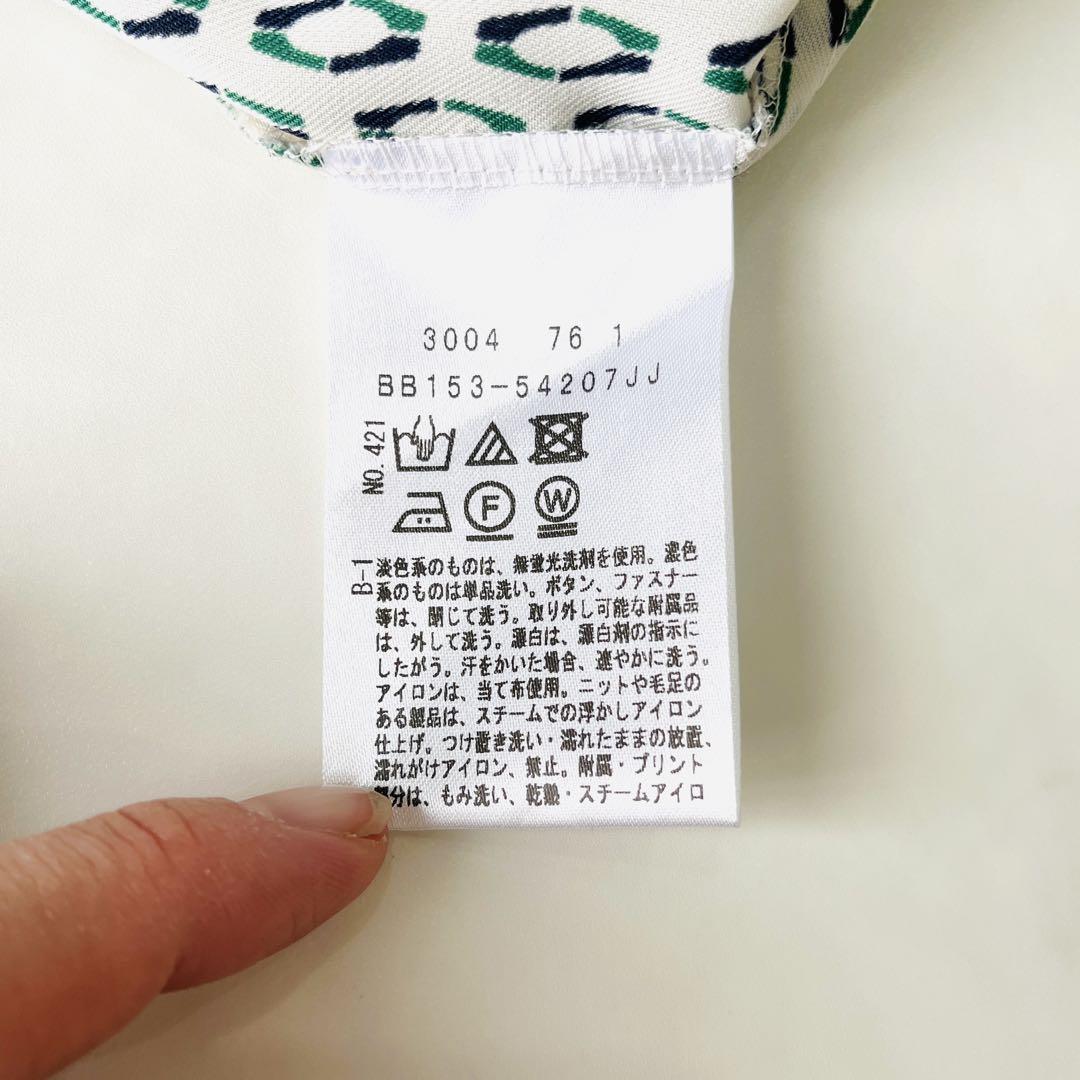 3004 76 1
BB153-54207JJ
NO. 421
F W
B-1
淡色系のものは、無蛍光洗剤を使用。濃色
系のものは単品洗い。ボタン、ファスナー
等は、閉じて洗う。取り外し可能な附属品
は、外して洗う。漂白は、漂白剤の指示に
したがう。汗をかいた場合、速やかに洗う。
アイロンは、当て布使用。ニットや毛足の
ある製品は、スチームでの浮かしアイロン
仕上げ。つけ置き洗い・濡れたままの放置、
濡れがけアイロン、禁止。附属・プリント
部分は、もみ洗い、乾燥・スチームアイロ